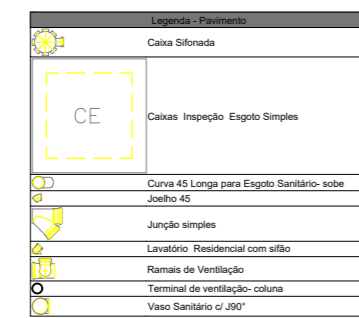 Legenda - Pavimento
Caixa Sifonada
CE
Caixas Inspeção Esgoto Simples
Curva 45 Longa para Esgoto Sanitário- sobe
Joelho 45
Junção simples
Lavatório Residencial com sifão
Ramais de Ventilação
Terminal de ventilação- coluna
Vaso Sanitário c/ J90°